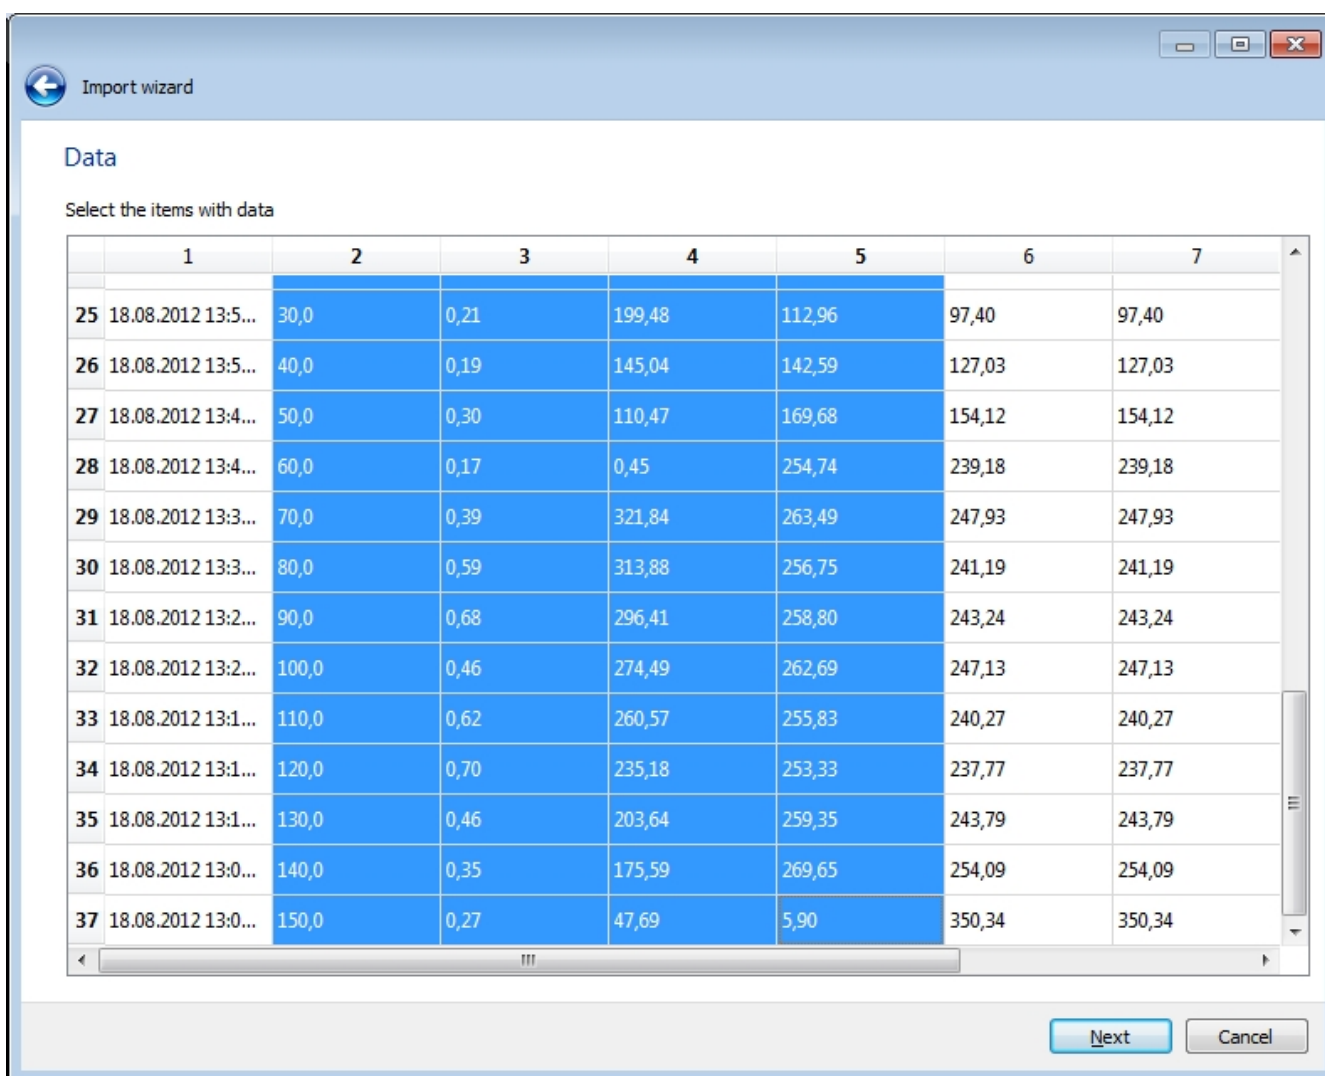 Import wizard
Data
Select the items with data
1 2 3 4 5 6 7
25 18.08.2012 13:5... 30,0 0,21 199,48 112,96 97,40 97,40
26 18.08.2012 13:5... 40,0 0,19 145,04 142,59 127,03 127,03
27 18.08.2012 13:4... 50,0 0,30 110,47 169,68 154,12 154,12
28 18.08.2012 13:4... 60,0 0,17 0,45 254,74 239,18 239,18
29 18.08.2012 13:3... 70,0 0,39 321,84 263,49 247,93 247,93
30 18.08.2012 13:3... 80,0 0,59 313,88 256,75 241,19 241,19
31 18.08.2012 13:2... 90,0 0,68 296,41 258,80 243,24 243,24
32 18.08.2012 13:2... 100,0 0,46 274,49 262,69 247,13 247,13
33 18.08.2012 13:1... 110,0 0,62 260,57 255,83 240,27 240,27
34 18.08.2012 13:1... 120,0 0,70 235,18 253,33 237,77 237,77
35 18.08.2012 13:1... 130,0 0,46 203,64 259,35 243,79 243,79
36 18.08.2012 13:0... 140,0 0,35 175,59 269,65 254,09 254,09
37 18.08.2012 13:0... 150,0 0,27 47,69 5,90 350,34 350,34
Next Cancel